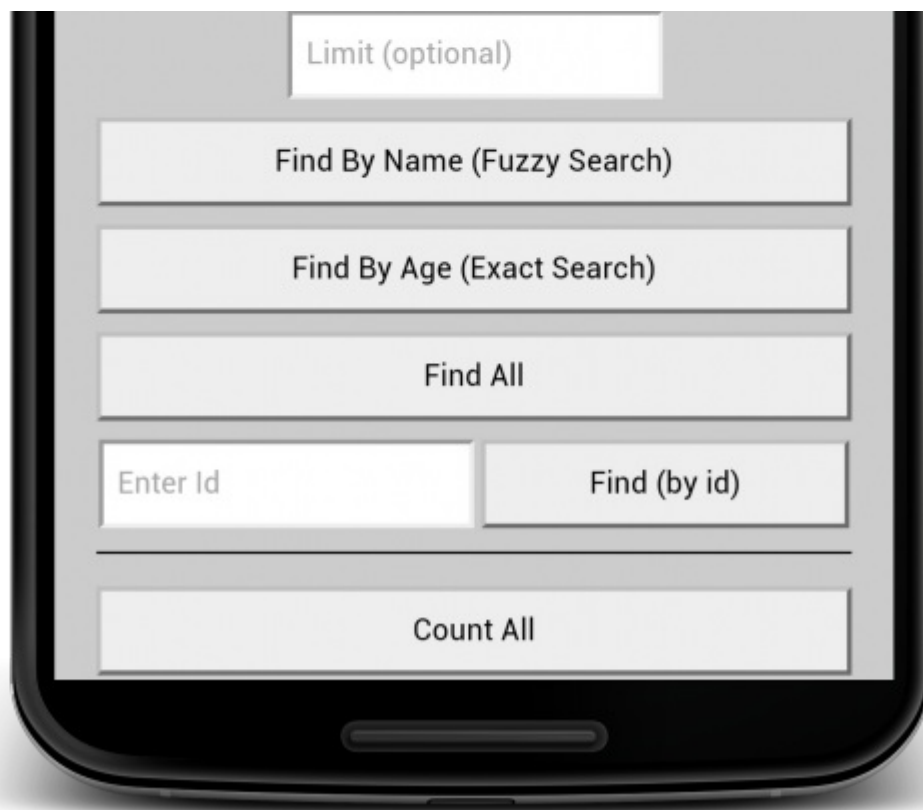 Limit (optional)
Find By Name (Fuzzy Search)
Find By Age (Exact Search)
Find All
Enter Id
Find (by id)
Count All